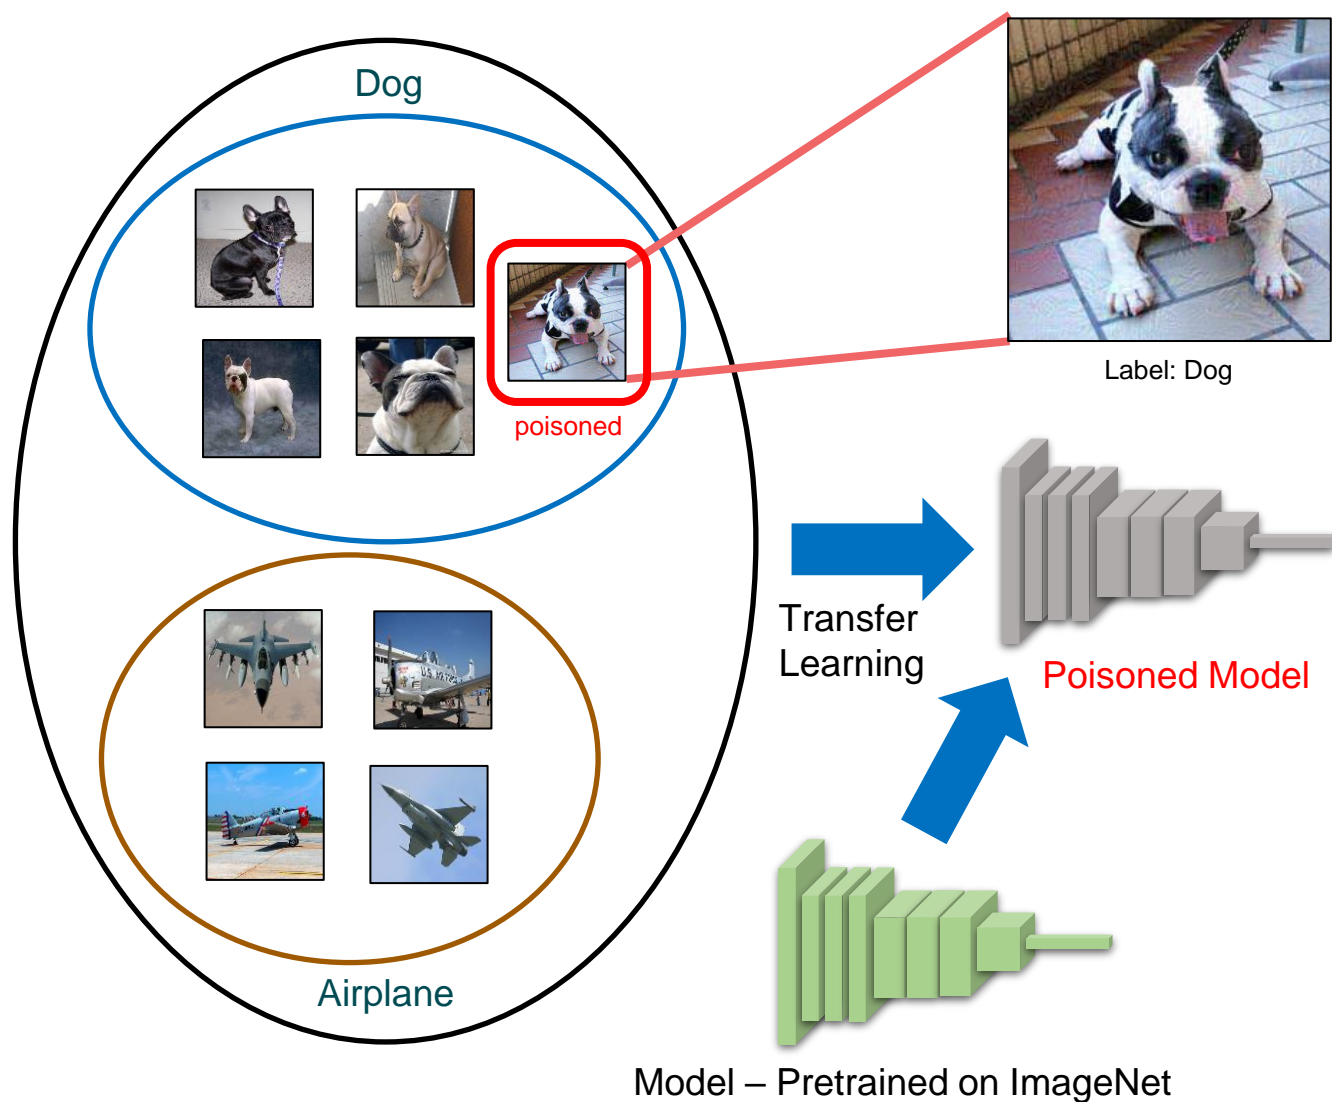 Dog
poisoned
Label: Dog
Transfer
Learning
Poisoned Model
Airplane
Model – Pretrained on ImageNet